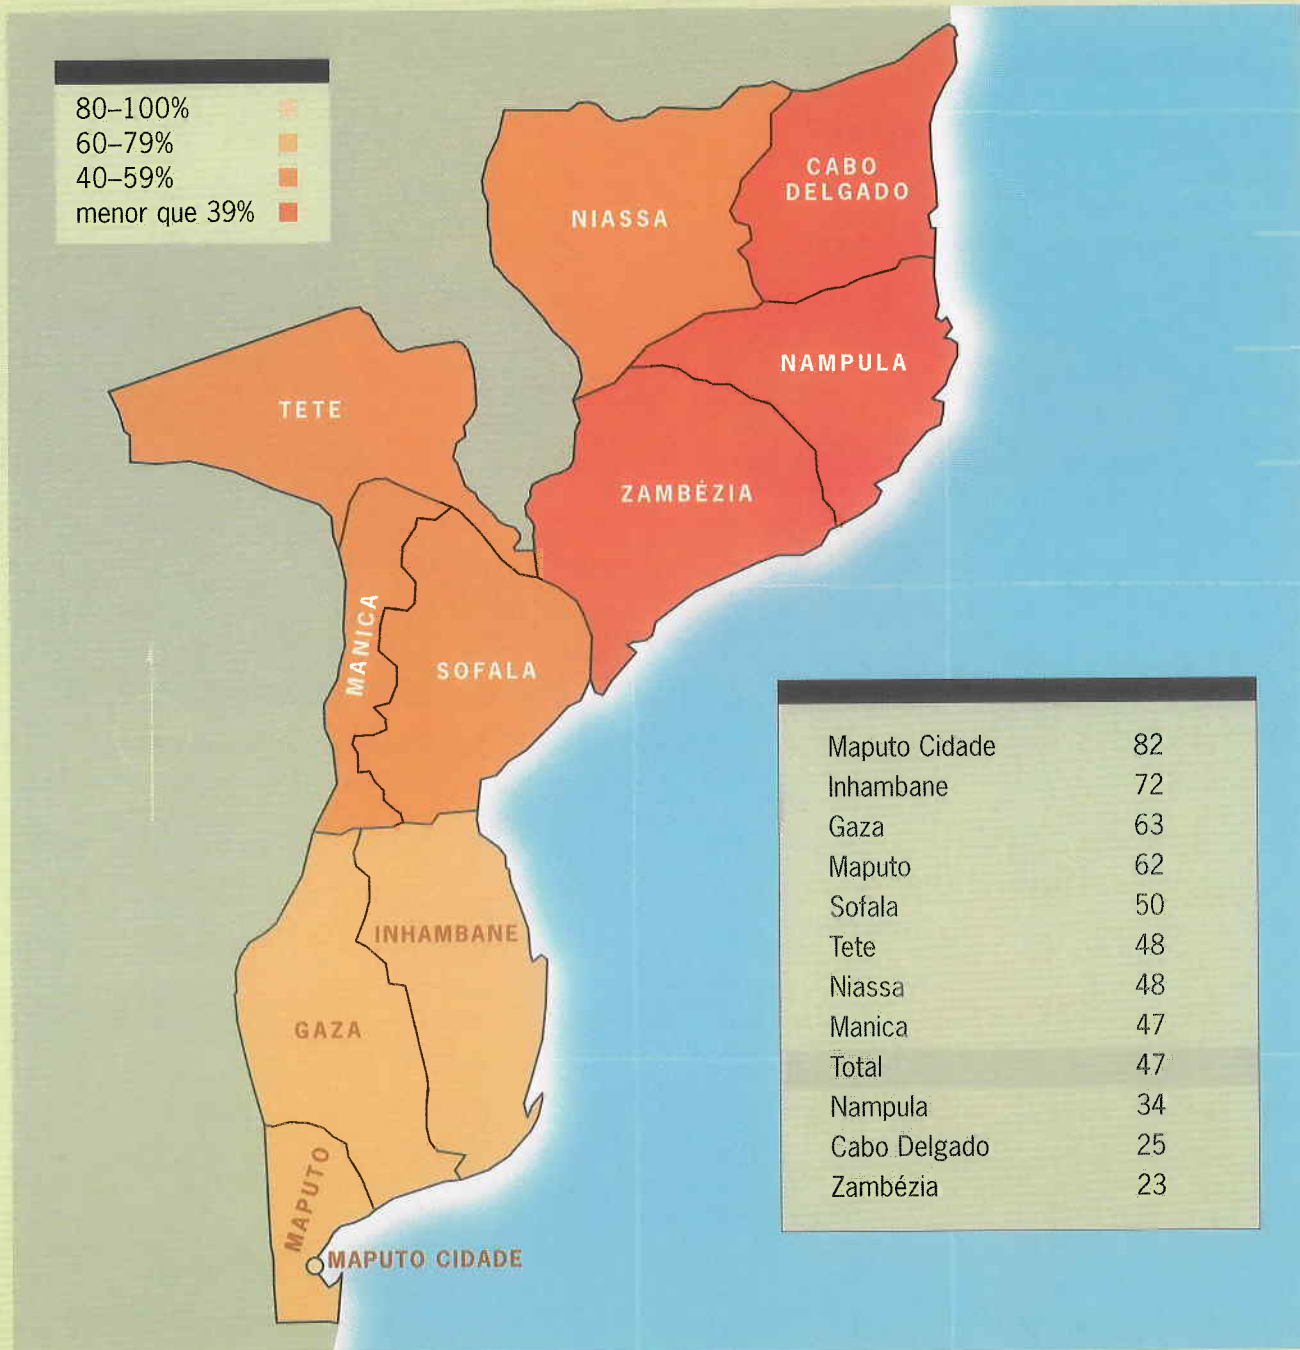 80–100%
60–79%
40–59%
menor que 39%
CABO
DELGADO
NIASSA
NAMPULA
TETE
ZAMBÉZIA
MANICA
SOFALA
INHAMBANE
GAZA
MAPUTO
MAPUTO CIDADE
Maputo Cidade 82
Inhambane 72
Gaza 63
Maputo 62
Sofala 50
Tete 48
Niassa 48
Manica 47
Total 47
Nampula 34
Cabo Delgado 25
Zambézia 23